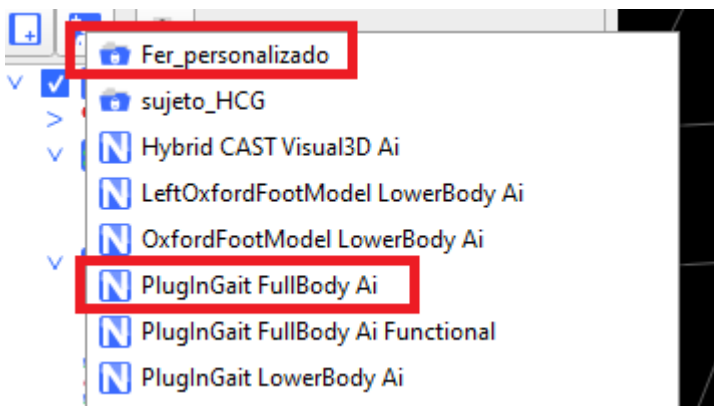 Fer_personalizado
sujeto_HCG
Hybrid CAST Visual3D Ai
LeftOxfordFootModel LowerBody Ai
OxfordFootModel LowerBody Ai
PlugInGait FullBody Ai
PlugInGait FullBody Ai Functional
PlugInGait LowerBody Ai